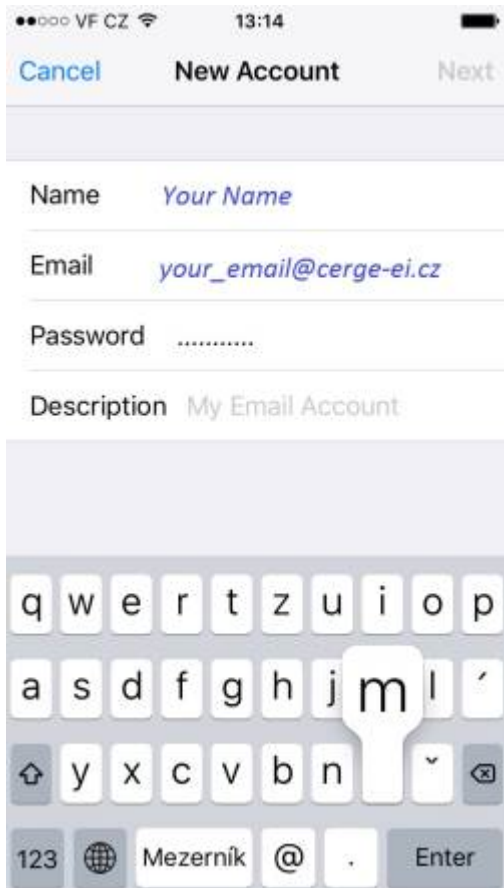 VF CZ 13:14
Cancel New Account Next
Name Your Name
Email your_email@cerge-ei.cz
Password ...........
Description My Email Account
q w e r t z u i o p
a s d f g h j m l ´
y x c v b n ˇ
123 Mezerník @ . Enter